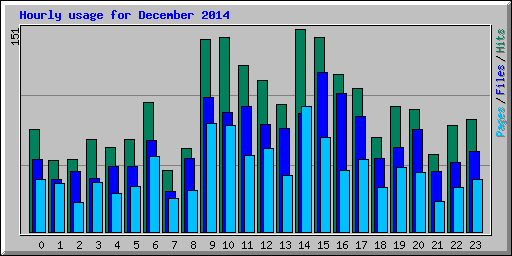 Hourly usage for December 2014
151
Pages/Files/Hits
0 1 2 3 4 5 6 7 8 9 10 11 12 13 14 15 16 17 18 19 20 21 22 23